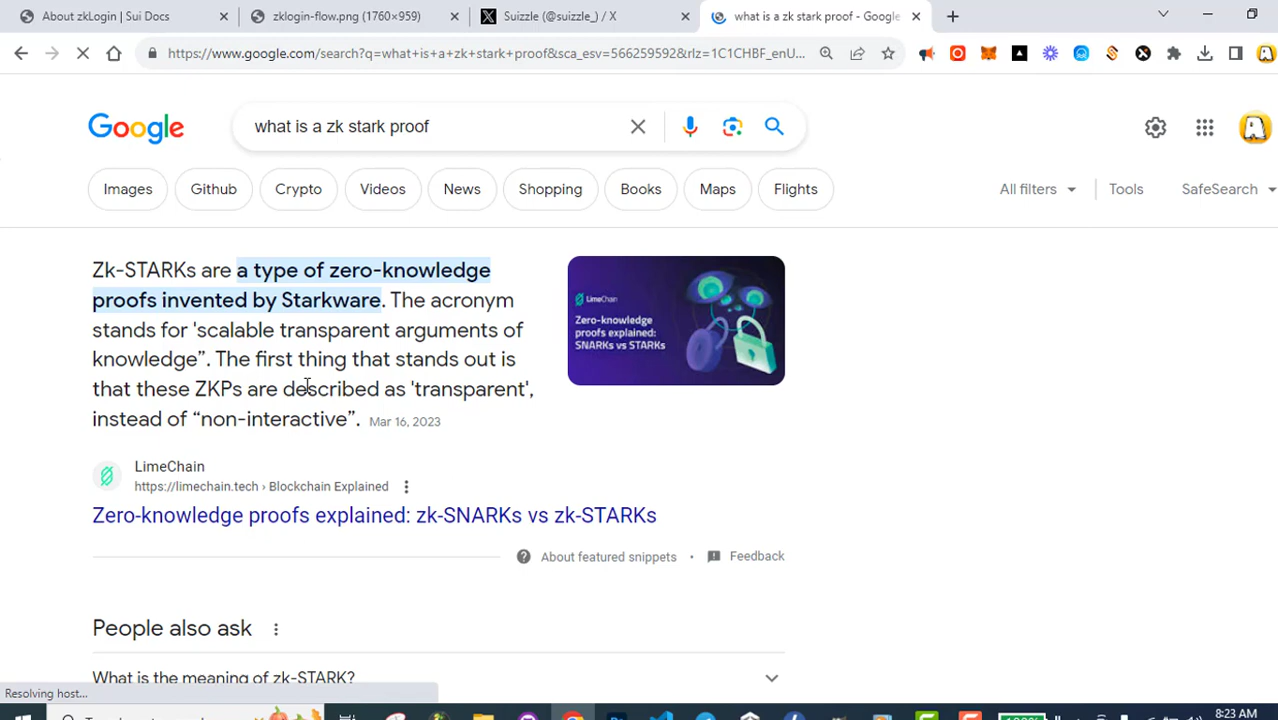 About zkLogin | Sui Docs
zklogin-flow.png (1760×959)
Suizzle (@suizzle_) / X
what is a zk stark proof - Google
https://www.google.com/search?q=what+is+a+zk+stark+proof&sca_esv=566259592&rlz=1C1CHBF_enU...
Google
what is a zk stark proof
Images
Github
Crypto
Videos
News
Shopping
Books
Maps
Flights
All filters
Tools
SafeSearch
Zk-STARKs are a type of zero-knowledge
proofs invented by Starkware. The acronym
stands for 'scalable transparent arguments of
knowledge”. The first thing that stands out is
that these ZKPs are described as 'transparent',
instead of “non-interactive”. Mar 16, 2023
LimeChain
Zero-knowledge
proofs explained:
SNARKs vs STARKs
LimeChain
https://limechain.tech › Blockchain Explained
Zero-knowledge proofs explained: zk-SNARKs vs zk-STARKs
About featured snippets
•
Feedback
People also ask
What is the meaning of zk-STARK?
Resolving host...
8:23 AM